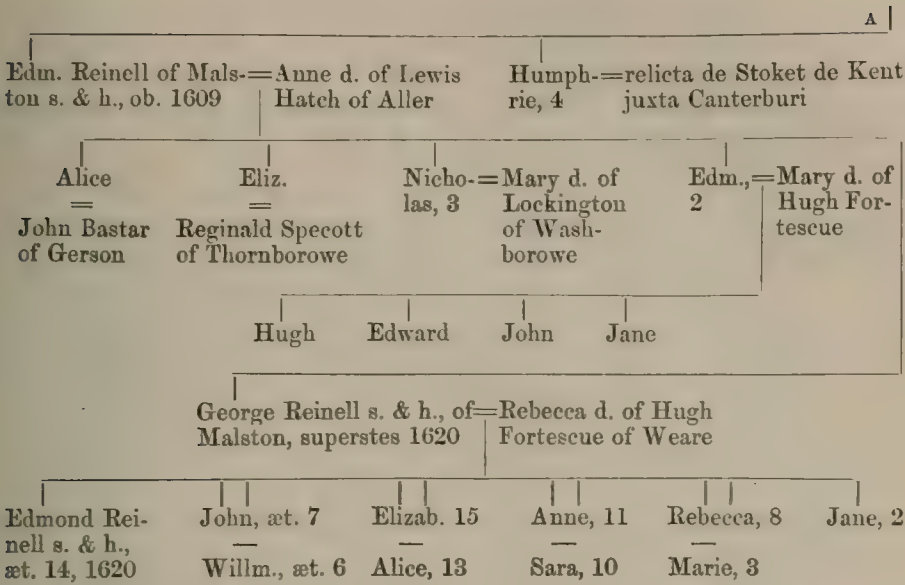 A
Edm. Reinell of Mals-=Anne d. of Lewis Humph-=relicta de Stoket de Kent
ton s. & h., ob. 1609 Hatch of Aller rie, 4 juxta Canterburi
Alice Eliz. Nicho-=Mary d. of Edm.,=Mary d. of
= = las, 3 Lockington 2 Hugh For-
John Bastar Reginald Specott of Wash- tescue
of Gerson of Thornborowe borowe
Hugh Edward John Jane
George Reinell s. & h., of=Rebecca d. of Hugh
Malston, superstes 1620 Fortescue of Weare
Edmond Rei- John, æt. 7 Elizab. 15 Anne, 11 Rebecca, 8 Jane, 2
nell s. & h., — — — —
æt. 14, 1620 Willm., æt. 6 Alice, 13 Sara, 10 Marie, 3